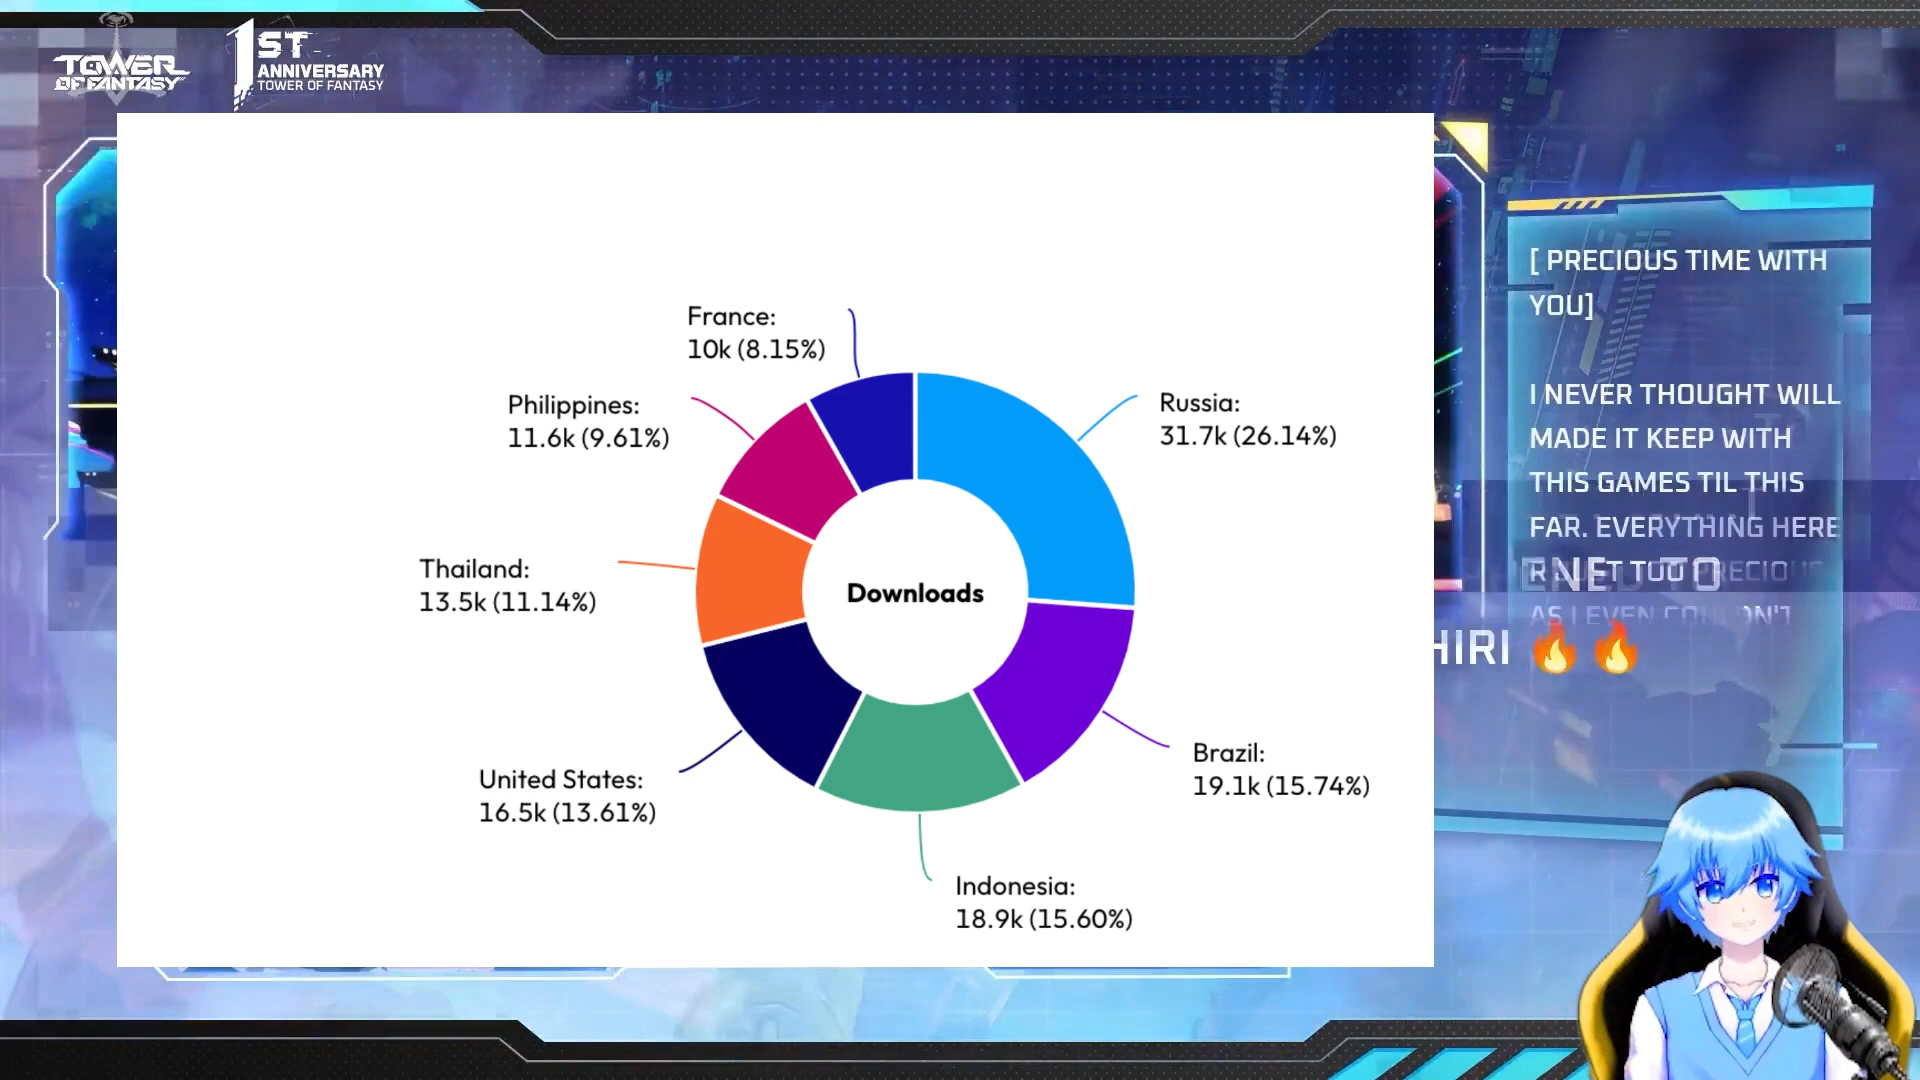 TOWER
OF FANTASY
1ST
ANNIVERSARY
TOWER OF FANTASY
France:
10k (8.15%)
Philippines:
11.6k (9.61%)
Russia:
31.7k (26.14%)
Thailand:
13.5k (11.14%)
Downloads
United States:
16.5k (13.61%)
Brazil:
19.1k (15.74%)
Indonesia:
18.9k (15.60%)
[ PRECIOUS TIME WITH
YOU]
I NEVER THOUGHT WILL
MADE IT KEEP WITH
THIS GAMES TIL THIS
FAR. EVERYTHING HERE
TO
AS I EVEN
HIRI 🔥 🔥